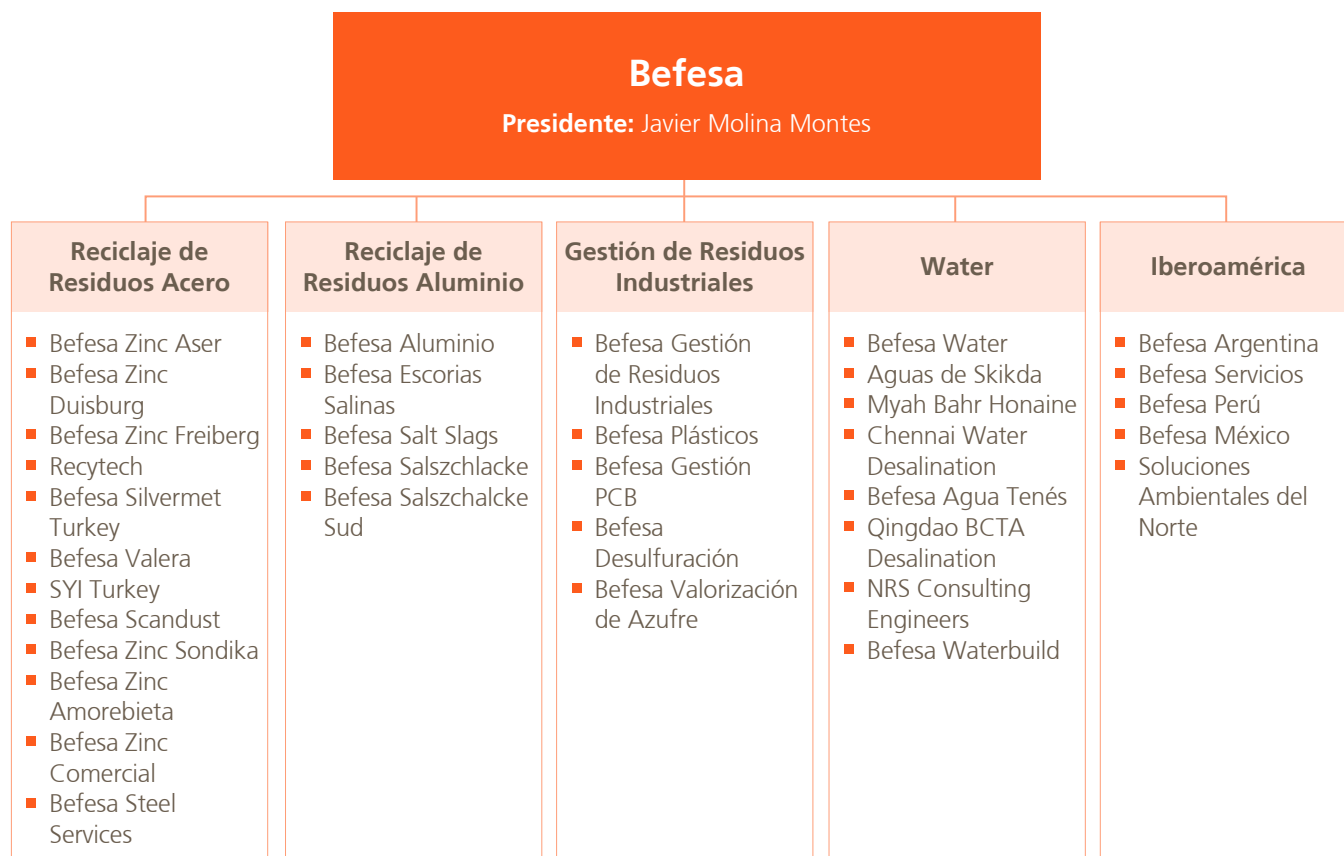 Befesa
Presidente: Javier Molina Montes
Reciclaje de
Residuos Acero
Befesa Zinc Aser
Befesa Zinc
Duisburg
Befesa Zinc Freiberg
Recytech
Befesa Silvermet
Turkey
Befesa Valera
SYI Turkey
Befesa Scandust
Befesa Zinc Sondika
Befesa Zinc
Amorebieta
Befesa Zinc
Comercial
Befesa Steel
Services
Reciclaje de
Residuos Aluminio
Befesa Aluminio
Befesa Escorias
Salinas
Befesa Salt Slags
Befesa Salszchlacke
Befesa Salszchalcke
Sud
Gestión de Residuos
Industriales
Befesa Gestión
de Residuos
Industriales
Befesa Plásticos
Befesa Gestión
PCB
Befesa
Desulfuración
Befesa Valorización
de Azufre
Water
Befesa Water
Aguas de Skikda
Myah Bahr Honaine
Chennai Water
Desalination
Befesa Agua Tenés
Qingdao BCTA
Desalination
NRS Consulting
Engineers
Befesa Waterbuild
Iberoamérica
Befesa Argentina
Befesa Servicios
Befesa Perú
Befesa México
Soluciones
Ambientales del
Norte